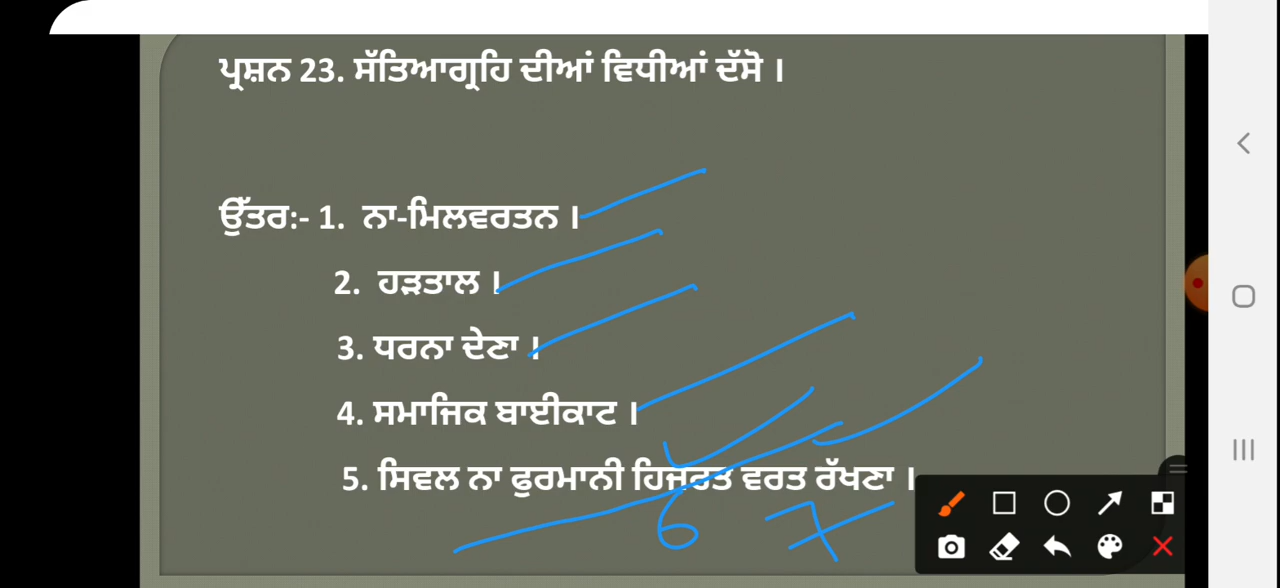 ਪ੍ਰਸ਼ਨ 23. ਸੱਤਿਆਗ੍ਰਹਿ ਦੀਆਂ ਵਿਧੀਆਂ ਦੱਸੋ ।
ਉੱਤਰ:- 1. ਨਾ-ਮਿਲਵਰਤਨ ।
2. ਹੜਤਾਲ ।
3. ਧਰਨਾ ਦੇਣਾ ।
4. ਸਮਾਜਿਕ ਬਾਈਕਾਟ ।
5. ਸਿਵਲ ਨਾ ਫੁਰਮਾਨੀ ਹਿਜਰਤ ਵਰਤ ਰੱਖਣਾ ।
6 7